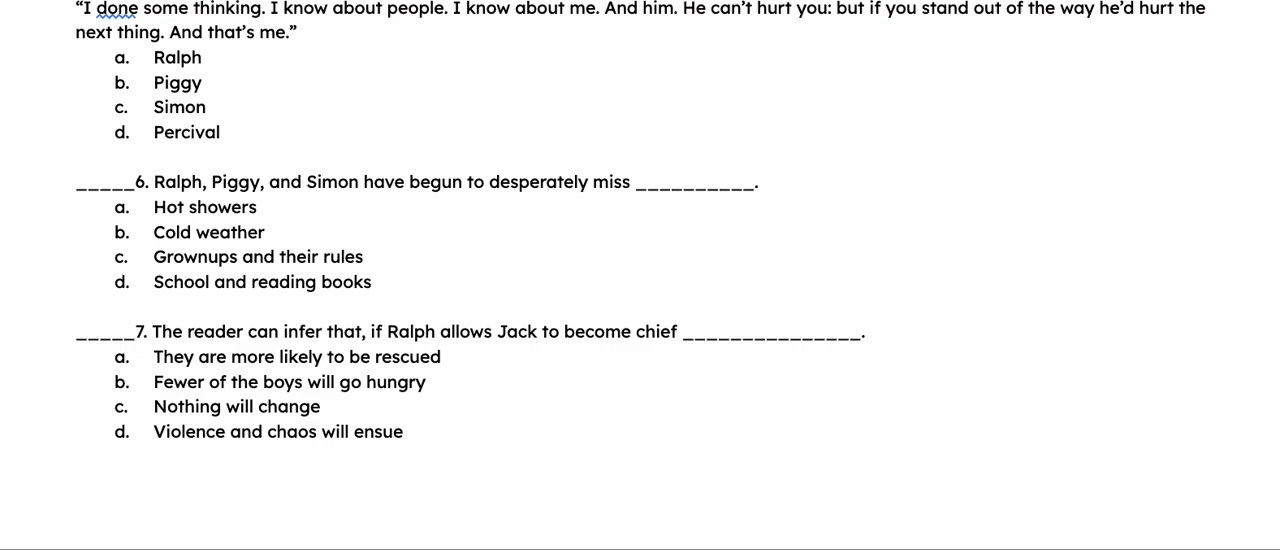 “I done some thinking. I know about people. I know about me. And him. He can’t hurt you: but if you stand out of the way he’d hurt the
next thing. And that’s me.”
a. Ralph
b. Piggy
c. Simon
d. Percival
_____6. Ralph, Piggy, and Simon have begun to desperately miss __________.
a. Hot showers
b. Cold weather
c. Grownups and their rules
d. School and reading books
_____7. The reader can infer that, if Ralph allows Jack to become chief _______________.
a. They are more likely to be rescued
b. Fewer of the boys will go hungry
c. Nothing will change
d. Violence and chaos will ensue